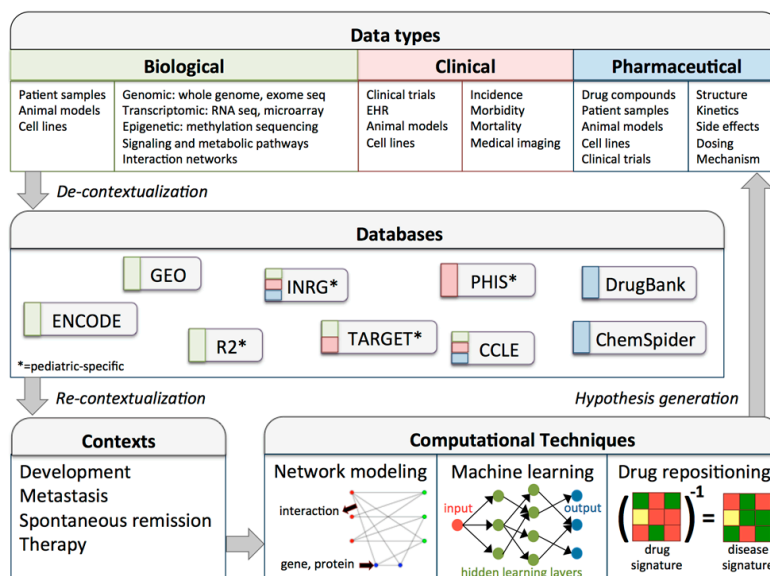 Data types
Biological
Clinical
Pharmaceutical
Patient samples
Animal models
Cell lines
Genomic: whole genome, exome seq
Transcriptomic: RNA seq, microarray
Epigenetic: methylation sequencing
Signaling and metabolic pathways
Interaction networks
Clinical trials
EHR
Animal models
Cell lines
Incidence
Morbidity
Mortality
Medical imaging
Drug compounds
Patient samples
Animal models
Cell lines
Clinical trials
Structure
Kinetics
Side effects
Dosing
Mechanism
De-contextualization
Databases
GEO
INRG*
PHIS*
DrugBank
ENCODE
R2*
TARGET*
CCLE
ChemSpider
*=pediatric-specific
Re-contextualization
Hypothesis generation
Contexts
Development
Metastasis
Spontaneous remission
Therapy
Computational Techniques
Network modeling
interaction
gene, protein
Machine learning
input
output
hidden learning layers
Drug repositioning
( ) -1 =
drug
signature
disease
signature